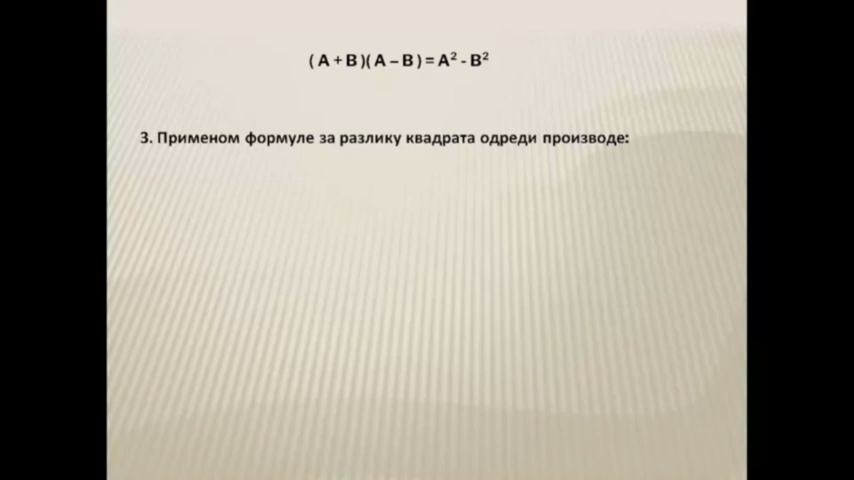 ( A + B )( A – B ) = A² - B²
3. Применом формуле за разлику квадрата одреди производе: